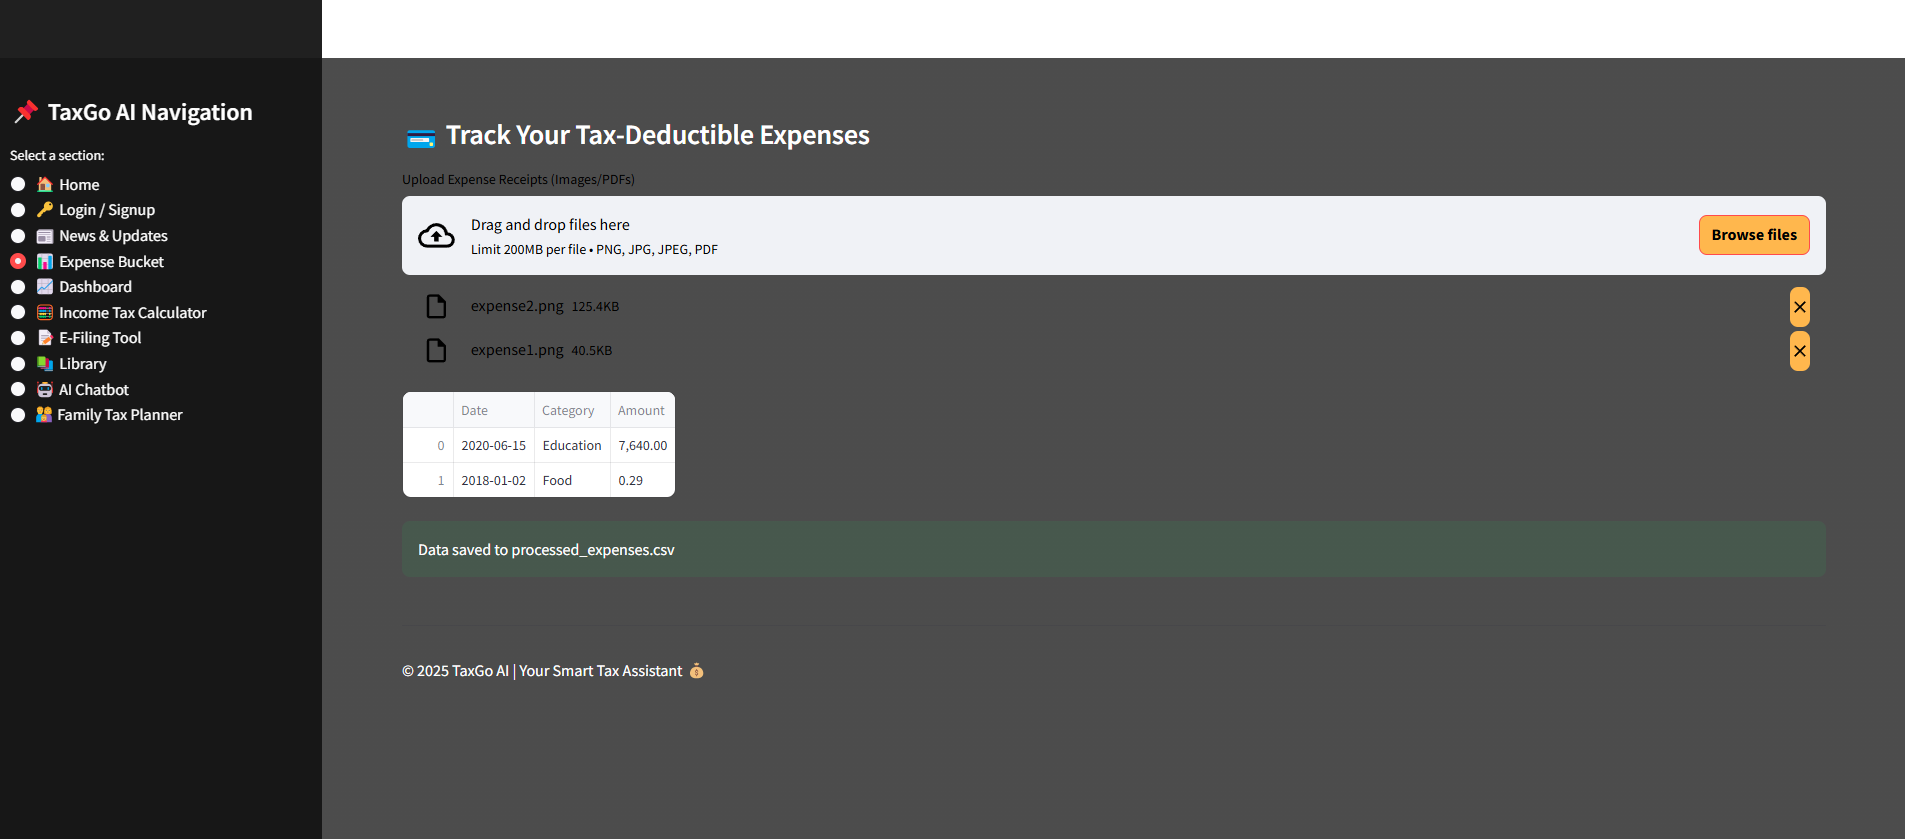 TaxGo AI Navigation
Select a section:
Home
Login / Signup
News & Updates
Expense Bucket
Dashboard
Income Tax Calculator
E-Filing Tool
Library
AI Chatbot
Family Tax Planner
Track Your Tax-Deductible Expenses
Upload Expense Receipts (Images/PDFs)
Drag and drop files here
Limit 200MB per file • PNG, JPG, JPEG, PDF
Browse files
expense2.png 125.4KB
expense1.png 40.5KB
Date Category Amount
0 2020-06-15 Education 7,640.00
1 2018-01-02 Food 0.29
Data saved to processed_expenses.csv
© 2025 TaxGo AI | Your Smart Tax Assistant